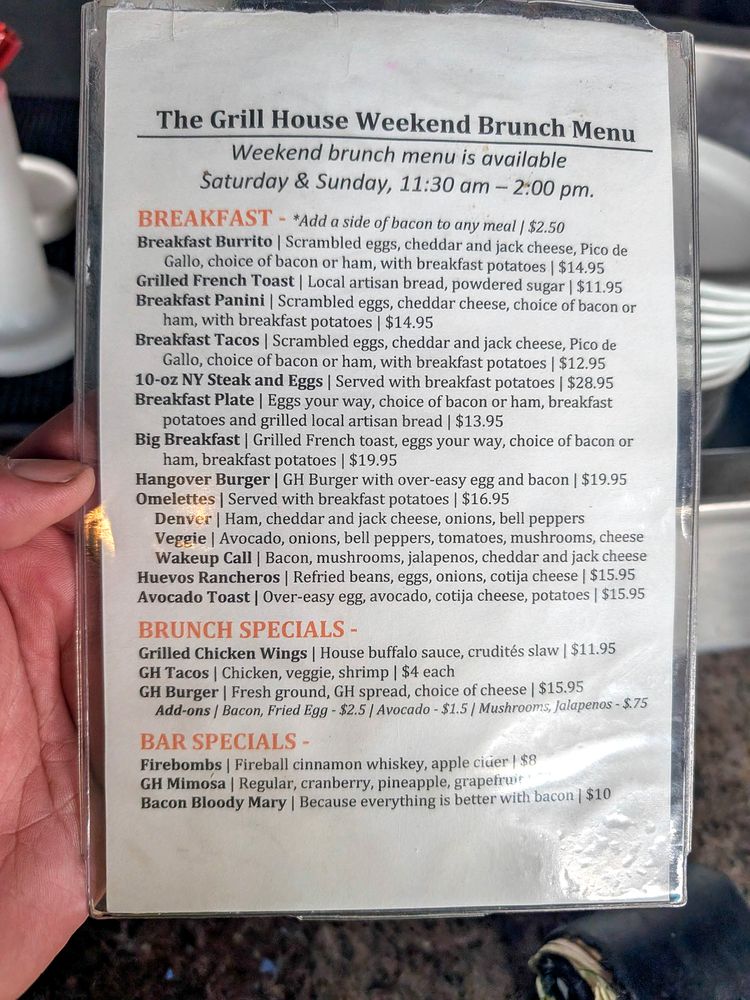 The Grill House Weekend Brunch Menu
Weekend brunch menu is available
Saturday & Sunday, 11:30 am – 2:00 pm.
BREAKFAST - *Add a side of bacon to any meal | $2.50
Breakfast Burrito | Scrambled eggs, cheddar and jack cheese, Pico de
Gallo, choice of bacon or ham, with breakfast potatoes | $14.95
Grilled French Toast | Local artisan bread, powdered sugar | $11.95
Breakfast Panini | Scrambled eggs, cheddar cheese, choice of bacon or
ham, with breakfast potatoes | $14.95
Breakfast Tacos | Scrambled eggs, cheddar and jack cheese, Pico de
Gallo, choice of bacon or ham, with breakfast potatoes | $12.95
10-oz NY Steak and Eggs | Served with breakfast potatoes | $28.95
Breakfast Plate | Eggs your way, choice of bacon or ham, breakfast
potatoes and grilled local artisan bread | $13.95
Big Breakfast | Grilled French toast, eggs your way, choice of bacon or
ham, breakfast potatoes | $19.95
Hangover Burger | GH Burger with over-easy egg and bacon | $19.95
Omelettes | Served with breakfast potatoes | $16.95
Denver | Ham, cheddar and jack cheese, onions, bell peppers
Veggie | Avocado, onions, bell peppers, tomatoes, mushrooms, cheese
Wakeup Call | Bacon, mushrooms, jalapenos, cheddar and jack cheese
Huevos Rancheros | Refried beans, eggs, onions, cotija cheese | $15.95
Avocado Toast | Over-easy egg, avocado, cotija cheese, potatoes | $15.95
BRUNCH SPECIALS -
Grilled Chicken Wings | House buffalo sauce, crudités slaw | $11.95
GH Tacos | Chicken, veggie, shrimp | $4 each
GH Burger | Fresh ground, GH spread, choice of cheese | $15.95
Add-ons | Bacon, Fried Egg - $2.5 | Avocado - $1.5 | Mushrooms, Jalapenos - $.75
BAR SPECIALS -
Firebombs | Fireball cinnamon whiskey, apple cider | $8
GH Mimosa | Regular, cranberry, pineapple, grapefruit
Bacon Bloody Mary | Because everything is better with bacon | $10